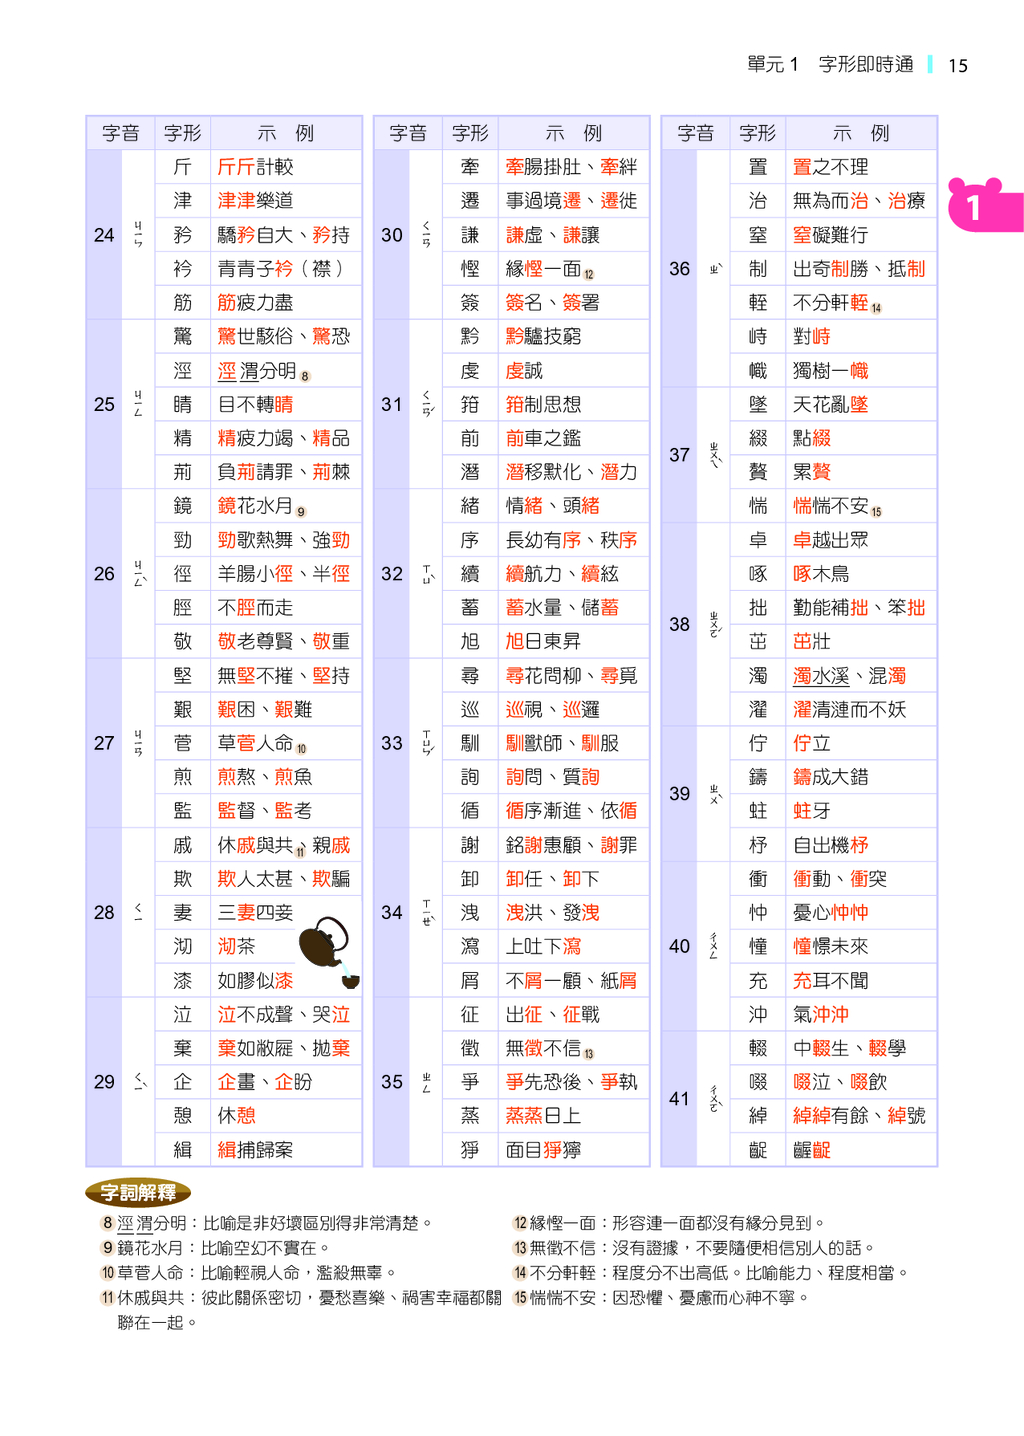 單元 1　字形即時通　15
1
字音　字形　示　例
24　ㄐㄧㄣ
斤　斤斤計較
津　津津樂道
矜　驕矜自大、矜持
衿　青青子衿（襟）
筋　筋疲力盡
25　ㄐㄧㄥ
驚　驚世駭俗、驚恐
涇　涇渭分明8
睛　目不轉睛
精　精疲力竭、精品
荊　負荊請罪、荊棘
26　ㄐㄧㄥˋ
鏡　鏡花水月9
勁　勁歌熱舞、強勁
徑　羊腸小徑、半徑
脛　不脛而走
敬　敬老尊賢、敬重
27　ㄐㄧㄢ
堅　無堅不摧、堅持
艱　艱困、艱難
菅　草菅人命10
煎　煎熬、煎魚
監　監督、監考
28　ㄑㄧ
戚　休戚與共11、親戚
欺　欺人太甚、欺騙
妻　三妻四妾
沏　沏茶
漆　如膠似漆
29　ㄑㄧˋ
泣　泣不成聲、哭泣
棄　棄如敝屣、拋棄
企　企畫、企盼
憩　休憩
緝　緝捕歸案
字音　字形　示　例
30　ㄑㄧㄢ
牽　牽腸掛肚、牽絆
遷　事過境遷、遷徙
謙　謙虛、謙讓
慳　緣慳一面12
簽　簽名、簽署
31　ㄑㄧㄢˊ
黔　黔驢技窮
虔　虔誠
箝　箝制思想
前　前車之鑑
潛　潛移默化、潛力
32　ㄒㄩˋ
緒　情緒、頭緒
序　長幼有序、秩序
續　續航力、續絃
蓄　蓄水量、儲蓄
旭　旭日東昇
33　ㄒㄩㄣˊ
尋　尋花問柳、尋覓
巡　巡視、巡邏
馴　馴獸師、馴服
詢　詢問、質詢
循　循序漸進、依循
34　ㄒㄧㄝˋ
謝　銘謝惠顧、謝罪
卸　卸任、卸下
洩　洩洪、發洩
瀉　上吐下瀉
屑　不屑一顧、紙屑
35　ㄓㄥ
征　出征、征戰
徵　無徵不信13
爭　爭先恐後、爭執
蒸　蒸蒸日上
猙　面目猙獰
字音　字形　示　例
36　ㄓˋ
置　置之不理
治　無為而治、治療
窒　窒礙難行
制　出奇制勝、抵制
輊　不分軒輊14
峙　對峙
幟　獨樹一幟
37　ㄓㄨㄟˋ
墜　天花亂墜
綴　點綴
贅　累贅
惴　惴惴不安15
38　ㄓㄨㄛˊ
卓　卓越出眾
啄　啄木鳥
拙　勤能補拙、笨拙
茁　茁壯
濁　濁水溪、混濁
濯　濯清漣而不妖
39　ㄓㄨˋ
佇　佇立
鑄　鑄成大錯
蛀　蛀牙
杼　自出機杼
40　ㄔㄨㄥ
衝　衝動、衝突
忡　憂心忡忡
憧　憧憬未來
充　充耳不聞
沖　氣沖沖
41　ㄔㄨㄛˋ
輟　中輟生、輟學
啜　啜泣、啜飲
綽　綽綽有餘、綽號
齪　齷齪
字詞解釋
8 涇渭分明：比喻是非好壞區別得非常清楚。
9 鏡花水月：比喻空幻不實在。
10 草菅人命：比喻輕視人命，濫殺無辜。
11 休戚與共：彼此關係密切，憂愁喜樂、禍害幸福都關
聯在一起。
12 緣慳一面：形容連一面都沒有緣分見到。
13 無徵不信：沒有證據，不要隨便相信別人的話。
14 不分軒輊：程度分不出高低。比喻能力、程度相當。
15 惴惴不安：因恐懼、憂慮而心神不寧。